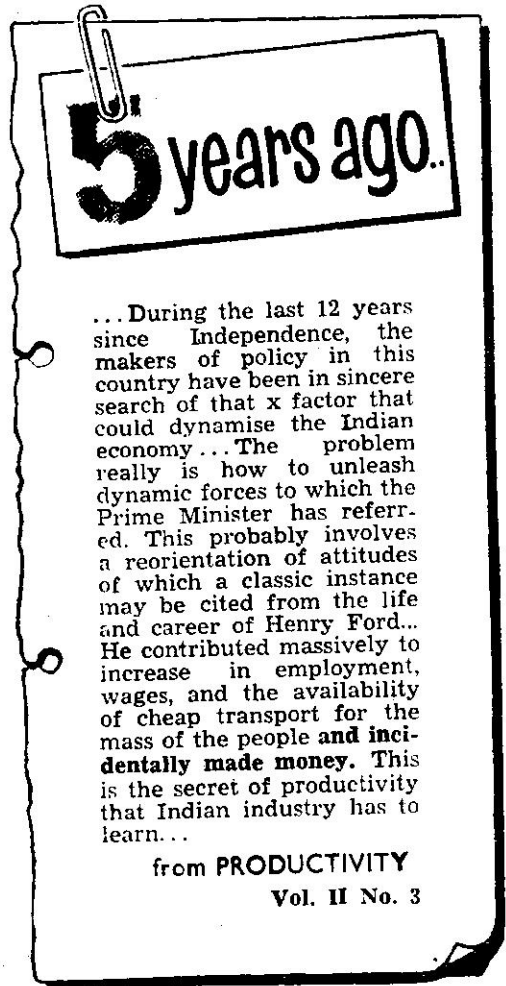 5 years ago..
...During the last 12 years
since Independence, the
makers of policy in this
country have been in sincere
search of that x factor that
could dynamise the Indian
economy...The problem
really is how to unleash
dynamic forces to which the
Prime Minister has referr-
ed. This probably involves
a reorientation of attitudes
of which a classic instance
may be cited from the life
and career of Henry Ford...
He contributed massively to
increase in employment,
wages, and the availability
of cheap transport for the
mass of the people and inci-
dentally made money. This
is the secret of productivity
that Indian industry has to
learn...
from PRODUCTIVITY
Vol. II No. 3